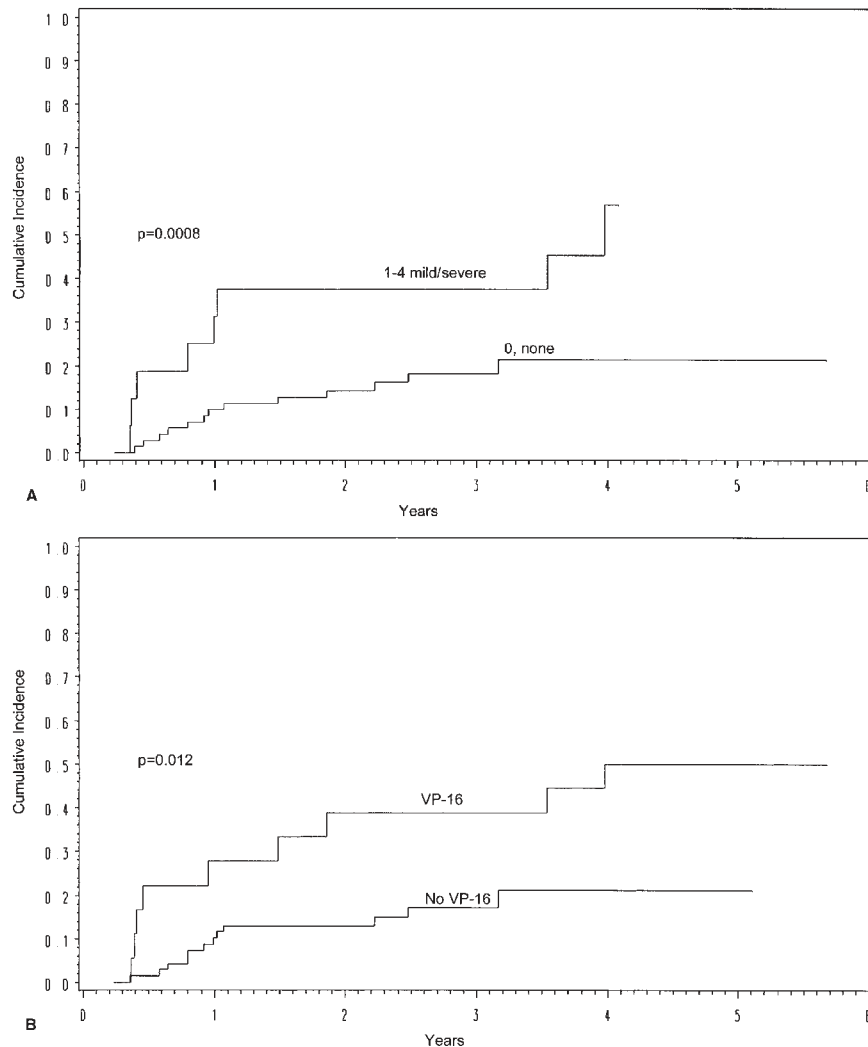 1.0
0.9
0.8
0.7
0.6
0.5
0.4
0.3
0.2
0.1
0.0
Cumulative Incidence
p=0.0008
1-4 mild/severe
0, none
0 1 2 3 4 5 6
A
Years
1.0
0.9
0.8
0.7
0.6
0.5
0.4
0.3
0.2
0.1
0.0
Cumulative Incidence
p=0.012
VP-16
No VP-16
0 1 2 3 4 5 6
B
Years